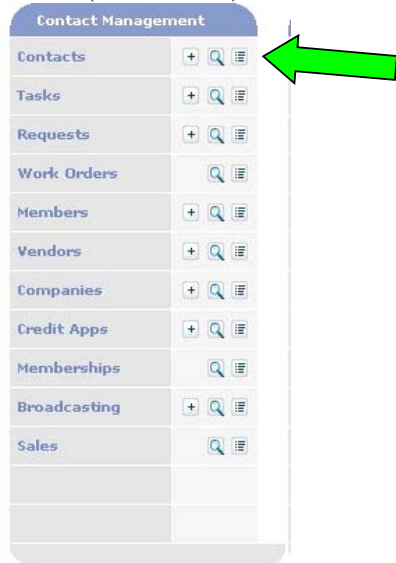 Contact Management
Contacts
Tasks
Requests
Work Orders
Members
Vendors
Companies
Credit Apps
Memberships
Broadcasting
Sales